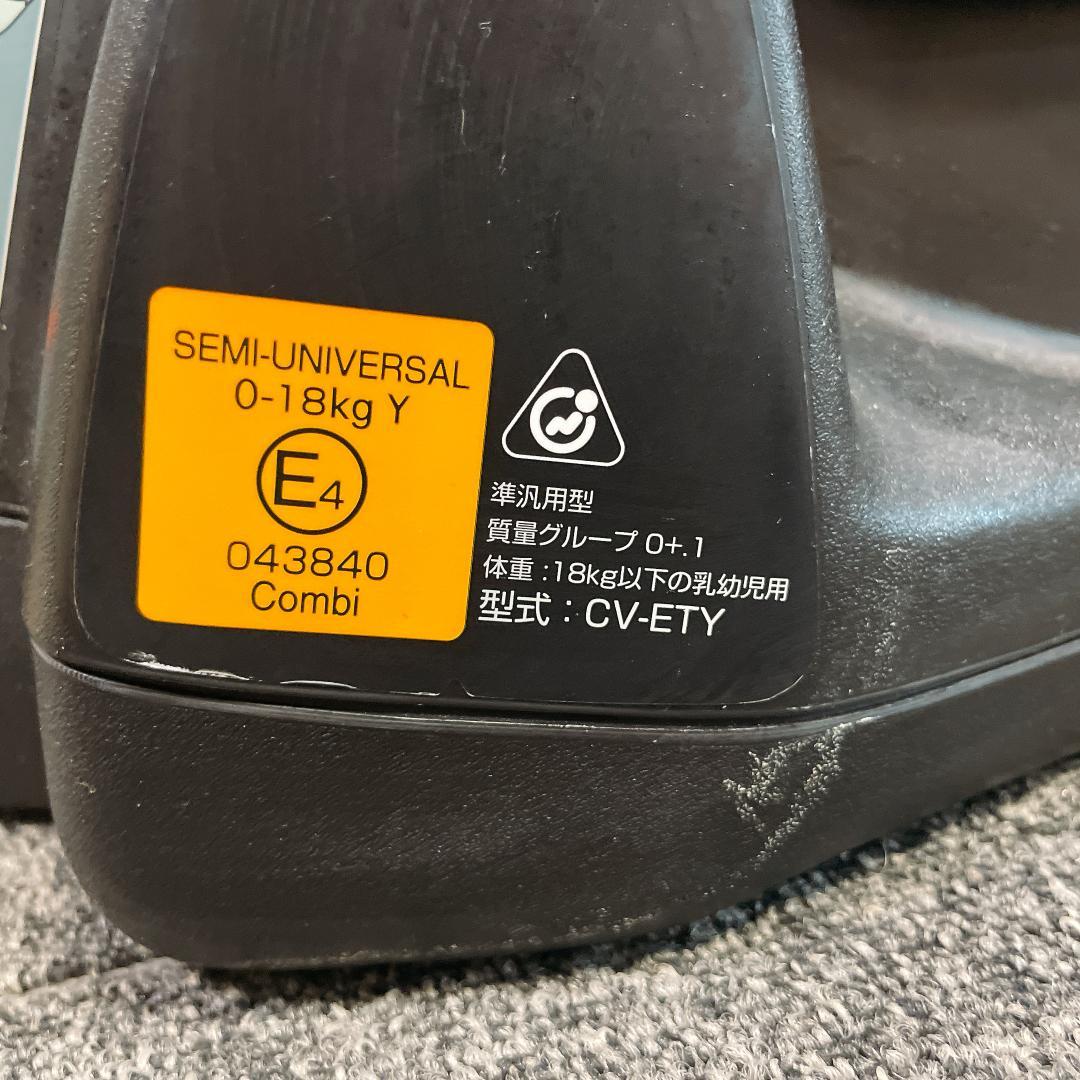 SEMI-UNIVERSAL
0-18kg Y
E4
043840
Combi
準汎用型
質量グループ 0+.1
体重 :18kg以下の乳幼児用
型式：CV-ETY